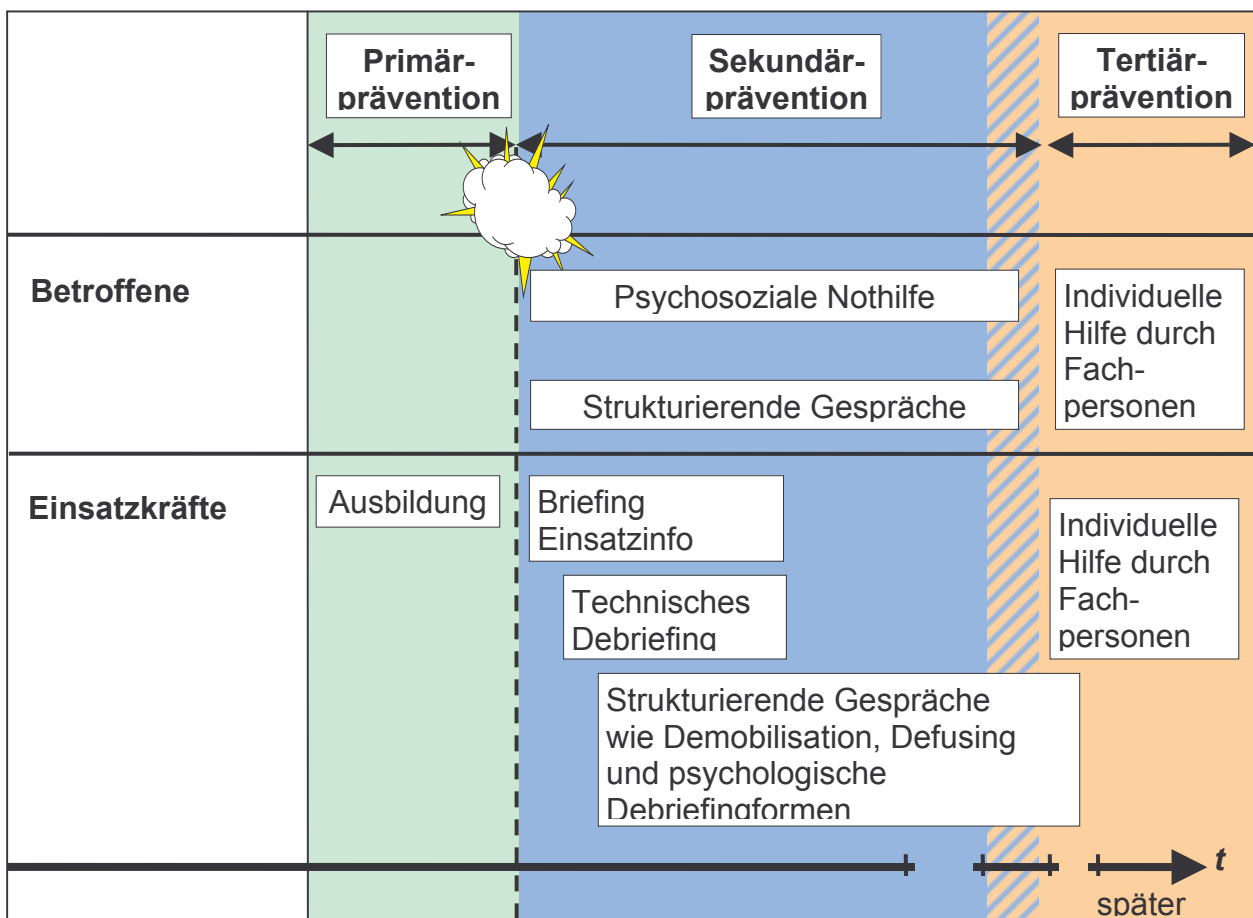 Primär-
prävention
Sekundär-
prävention
Tertiär-
prävention
Betroffene
Psychosoziale Nothilfe
Strukturierende Gespräche
Individuelle
Hilfe durch
Fach-
personen
Einsatzkräfte
Ausbildung
Briefing
Einsatzinfo
Technisches
Debriefing
Strukturierende Gespräche
wie Demobilisation, Defusing
und psychologische
Debriefingformen
Individuelle
Hilfe durch
Fach-
personen
t
später